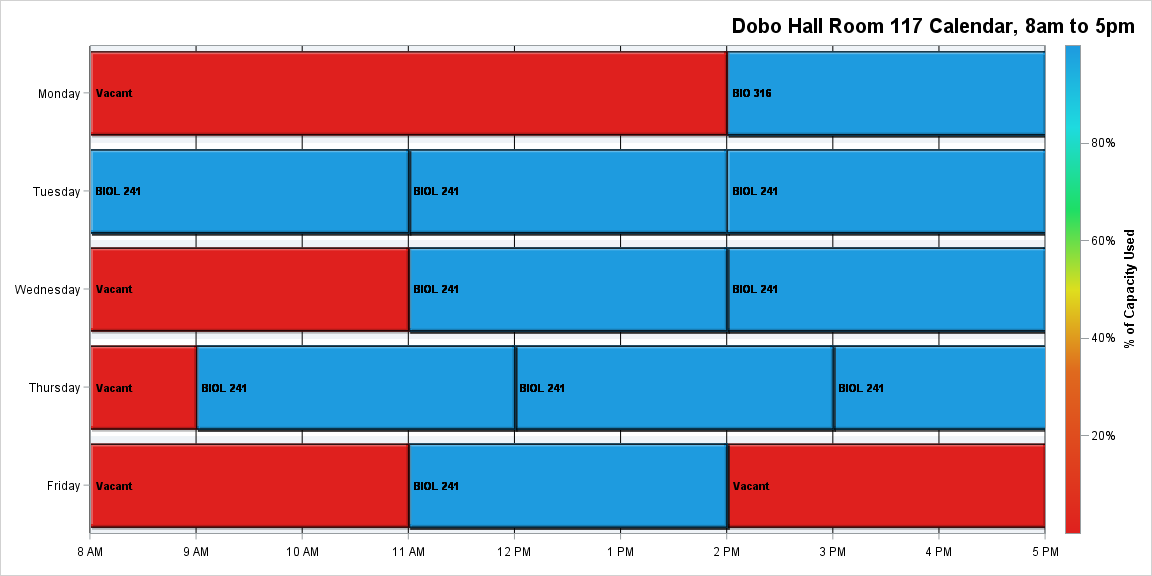 Dobo Hall Room 117 Calendar, 8am to 5pm
Monday
Vacant
BIO 316
Tuesday
BIOL 241
BIOL 241
BIOL 241
Wednesday
Vacant
BIOL 241
BIOL 241
Thursday
Vacant
BIOL 241
BIOL 241
BIOL 241
Friday
Vacant
BIOL 241
Vacant
8 AM
9 AM
10 AM
11 AM
12 PM
1 PM
2 PM
3 PM
4 PM
5 PM
80%
60%
40%
20%
% of Capacity Used